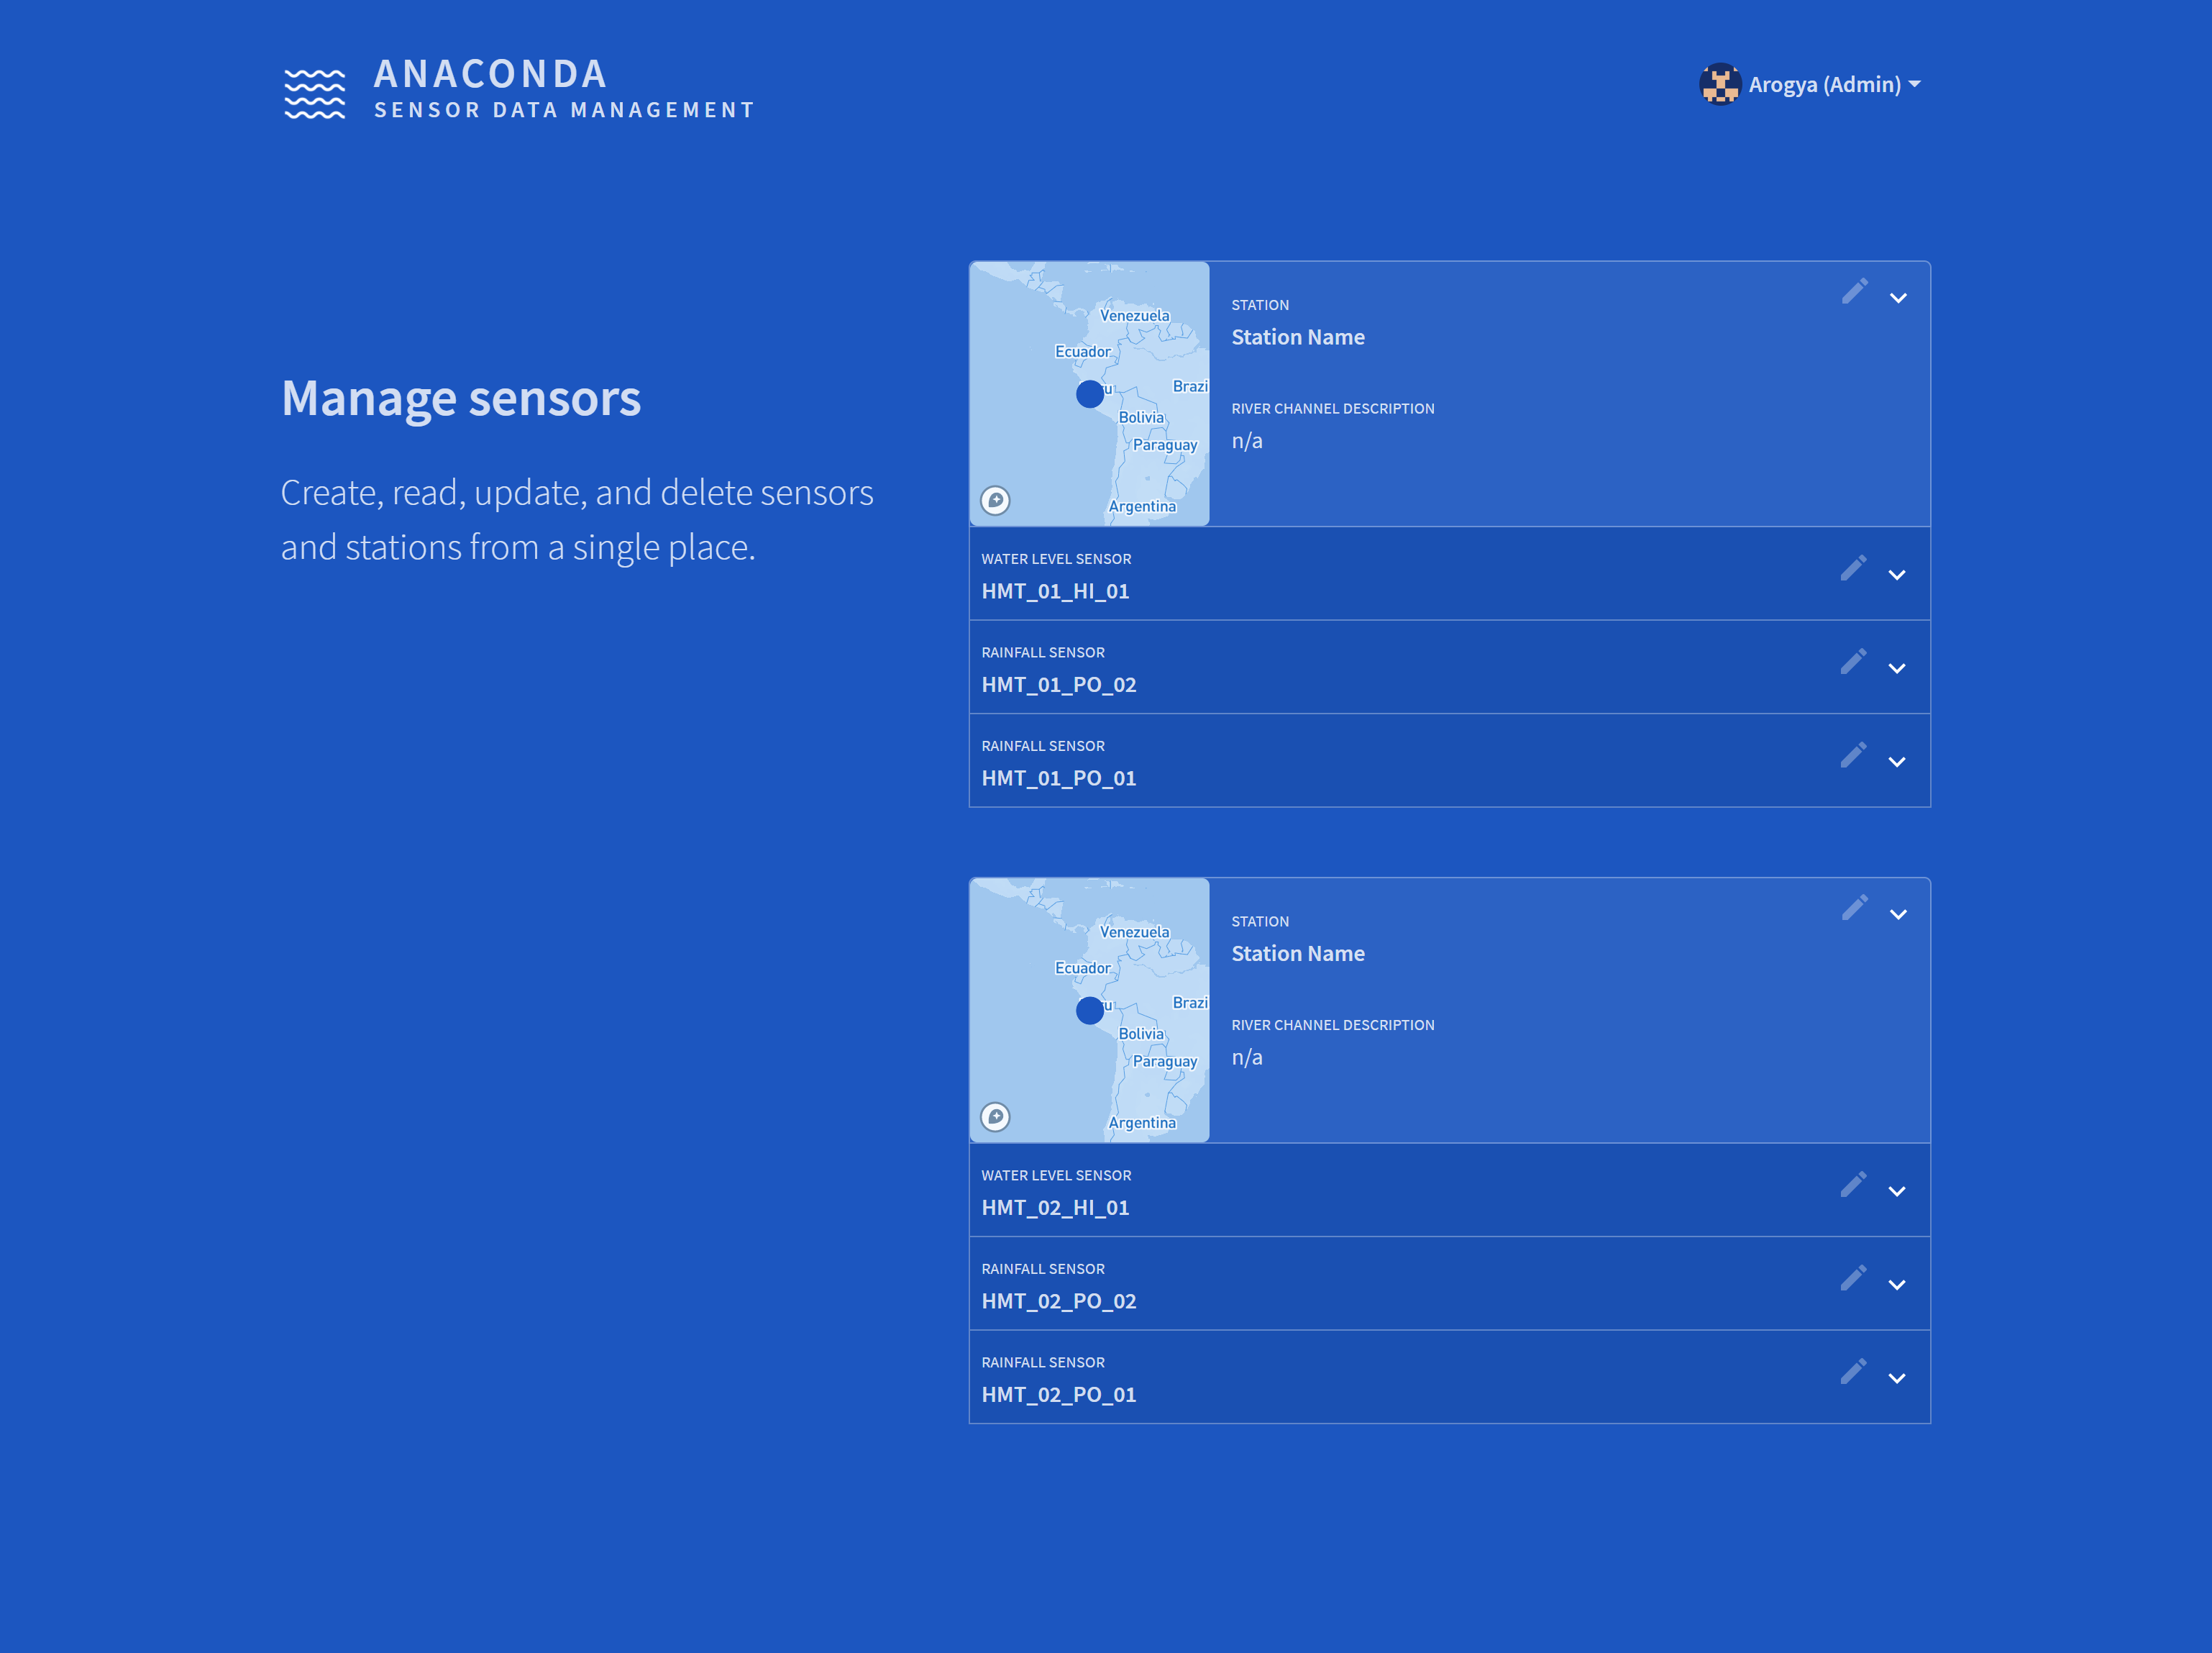 ANACONDA
SENSOR DATA MANAGEMENT
Arogya (Admin)
Manage sensors
Create, read, update, and delete sensors
and stations from a single place.
Venezuela
Ecuador
ru
Brazi
Bolivia
Paraguay
Argentina
STATION
Station Name
RIVER CHANNEL DESCRIPTION
n/a
WATER LEVEL SENSOR
HMT_01_HI_01
RAINFALL SENSOR
HMT_01_PO_02
RAINFALL SENSOR
HMT_01_PO_01
Venezuela
Ecuador
ru
Brazi
Bolivia
Paraguay
Argentina
STATION
Station Name
RIVER CHANNEL DESCRIPTION
n/a
WATER LEVEL SENSOR
HMT_02_HI_01
RAINFALL SENSOR
HMT_02_PO_02
RAINFALL SENSOR
HMT_02_PO_01